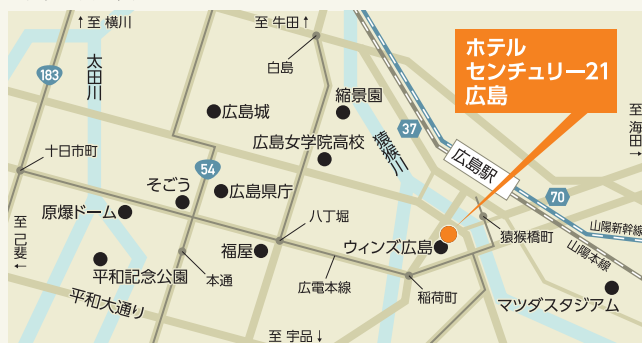 ↑至 横川
至 牛田↑
183
太田川
白島
ホテル
センチュリー21
広島
縮景園
広島城
37
猿猴川
至 海田→
広島女学院高校
十日市町
54
広島駅
そごう
広島県庁
70
原爆ドーム
八丁堀
山陽新幹線
至 己斐←
福屋
ウィンズ広島
猿猴橋町
山陽本線
平和記念公園
本通
広電本線
稲荷町
マツダスタジアム
平和大通り
至 宇品↓